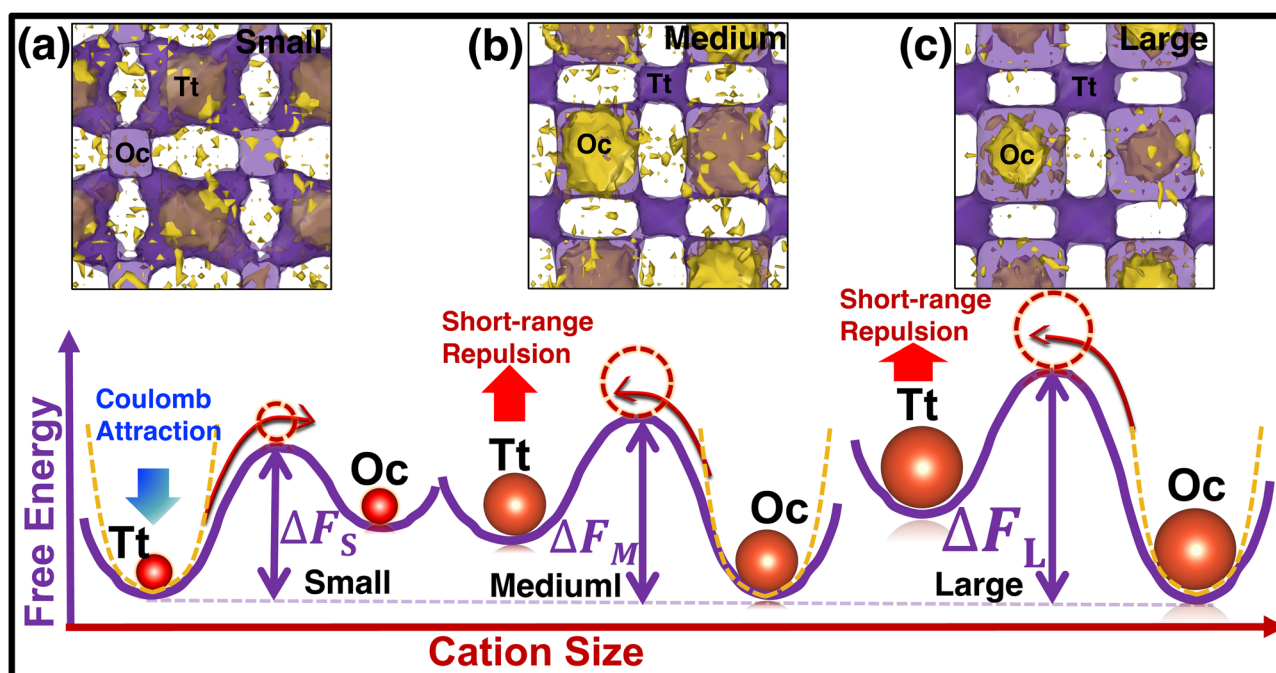 (a)
Small
Tt
Oc
(b)
Medium
Tt
Oc
(c)
Large
Tt
Oc
Free Energy
Coulomb
Attraction
Tt
ΔF_S
Oc
Small
Short-range
Repulsion
Tt
ΔF_M
Oc
Mediuml
Short-range
Repulsion
Tt
ΔF_L
Oc
Large
Cation Size